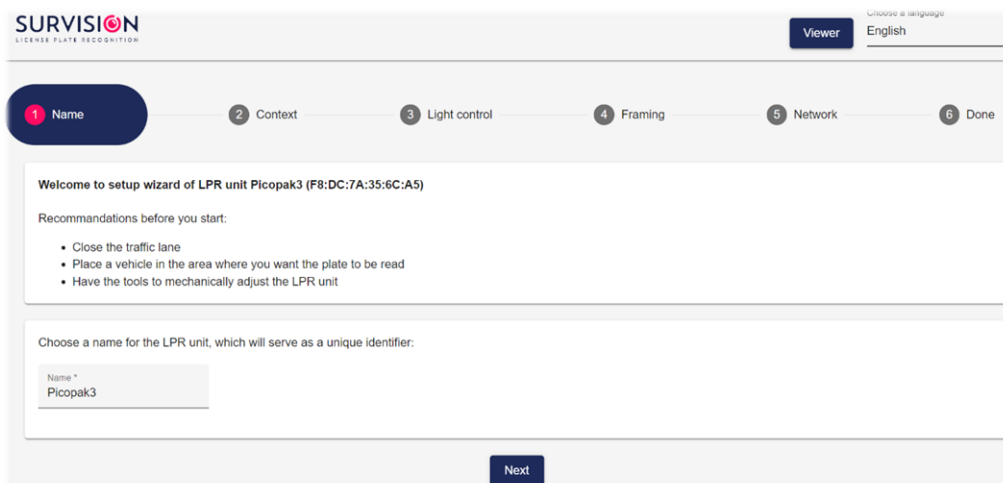 SURVISION
LICENSE PLATE RECOGNITION
Viewer
Choose a language
English
1 Name
2 Context
3 Light control
4 Framing
5 Network
6 Done
Welcome to setup wizard of LPR unit Picopak3 (F8:DC:7A:35:6C:A5)
Recommandations before you start:
• Close the traffic lane
• Place a vehicle in the area where you want the plate to be read
• Have the tools to mechanically adjust the LPR unit
Choose a name for the LPR unit, which will serve as a unique identifier:
Name *
Picopak3
Next